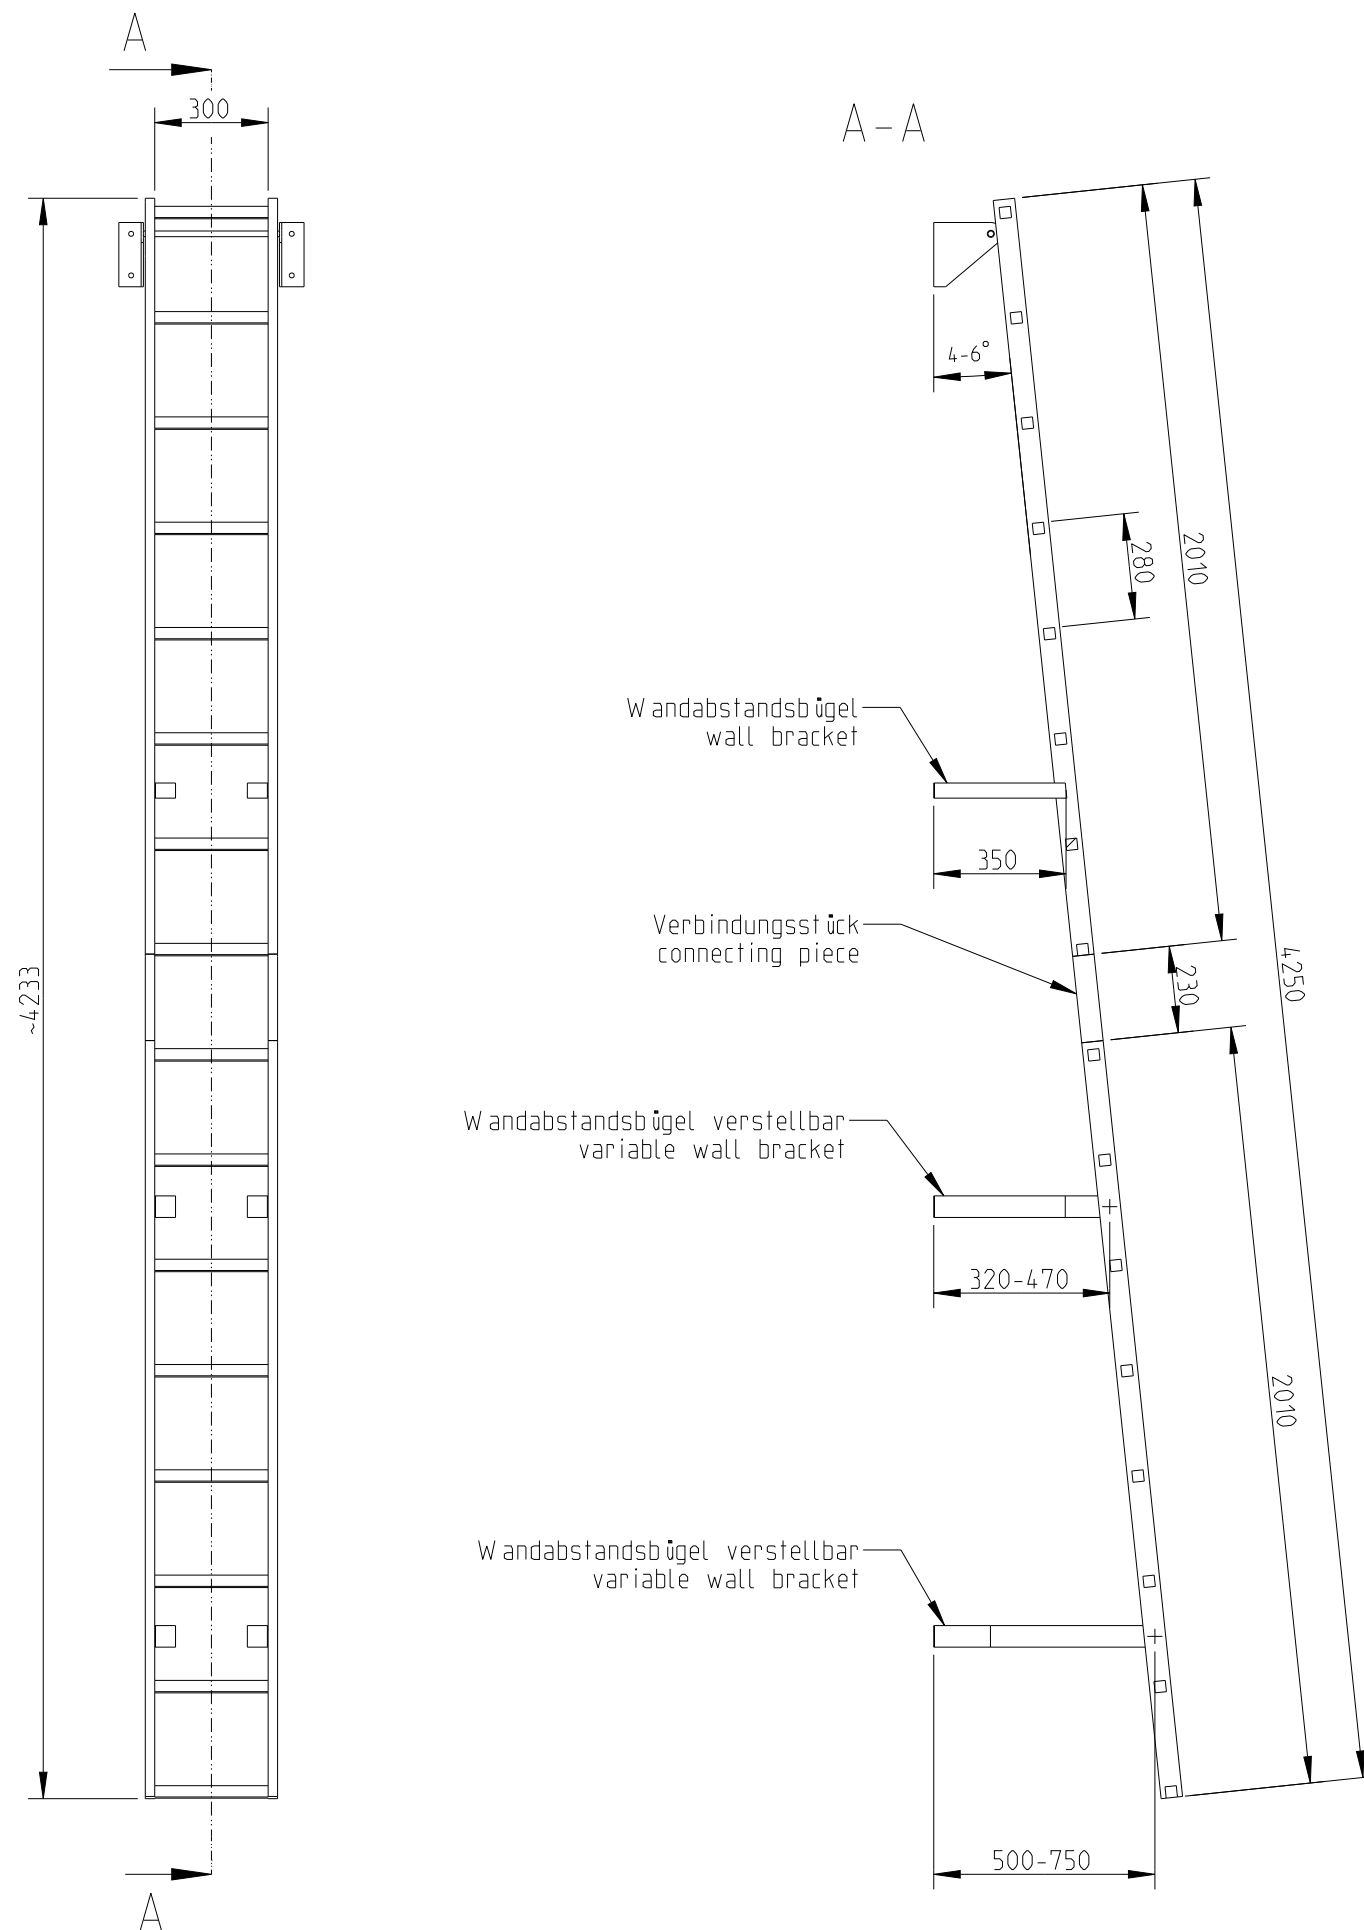 A
300
A-A
4-6°
280
2010
Wandabstandsbügel
wall bracket
350
Verbindungsstück
connecting piece
~4233
230
4250
Wandabstandsbügel verstellbar
variable wall bracket
320-470
2010
Wandabstandsbügel verstellbar
variable wall bracket
500-750
A